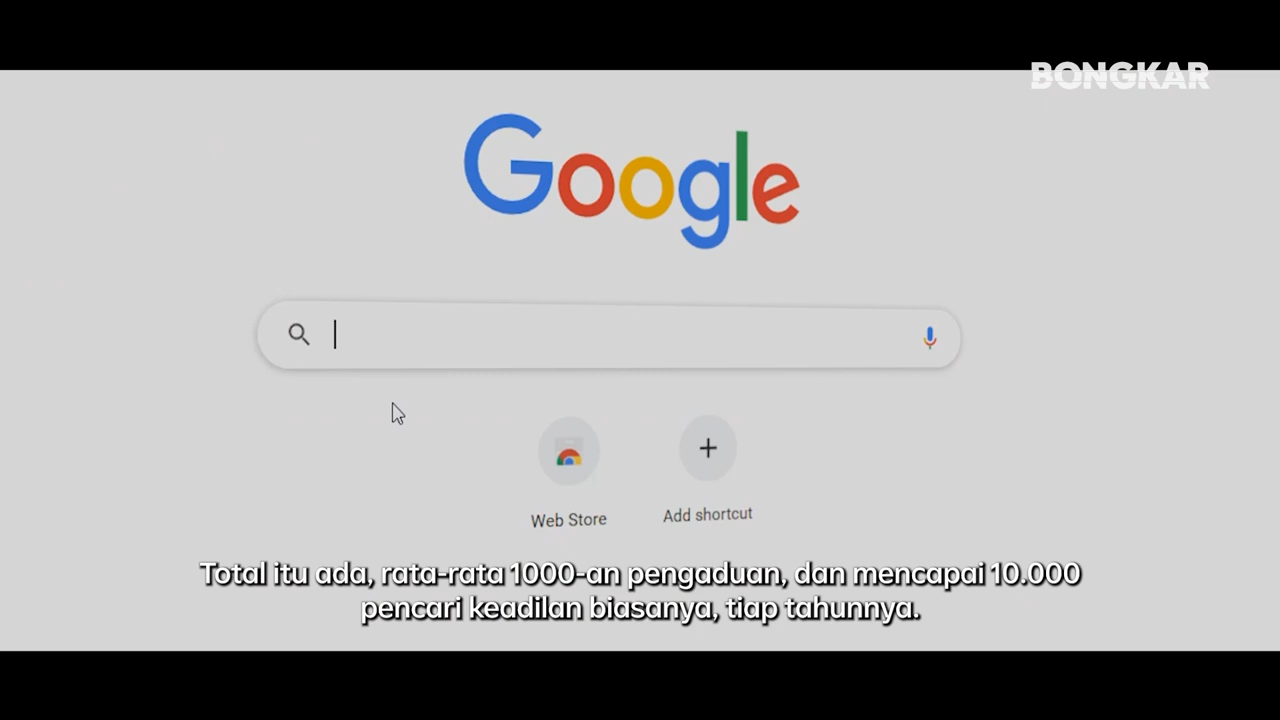 BONGKAR
Google
Web Store
Add shortcut
Total itu ada, rata-rata 1000-an pengaduan, dan mencapai 10.000
pencari keadilan biasanya, tiap tahunnya.